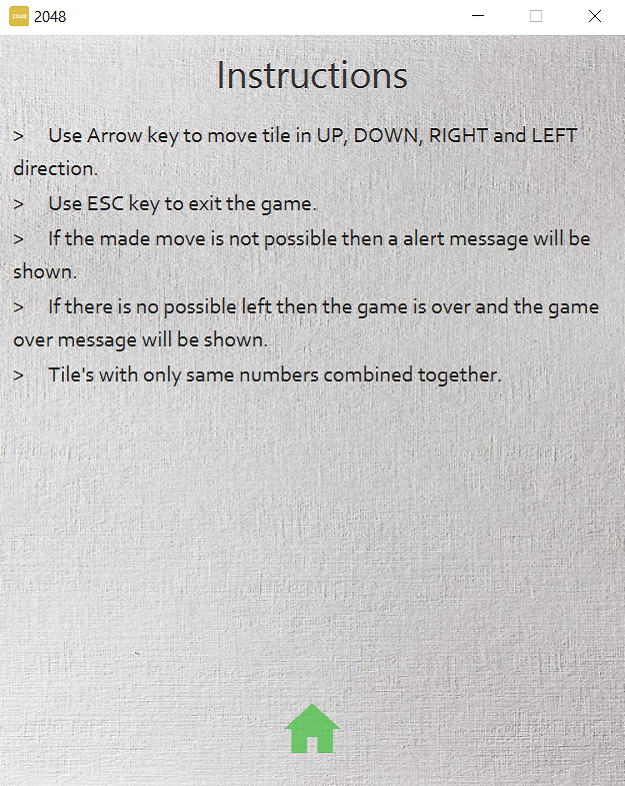 2048 2048
Instructions
> Use Arrow key to move tile in UP, DOWN, RIGHT and LEFT
direction.
> Use ESC key to exit the game.
> If the made move is not possible then a alert message will be
shown.
> If there is no possible left then the game is over and the game
over message will be shown.
> Tile's with only same numbers combined together.